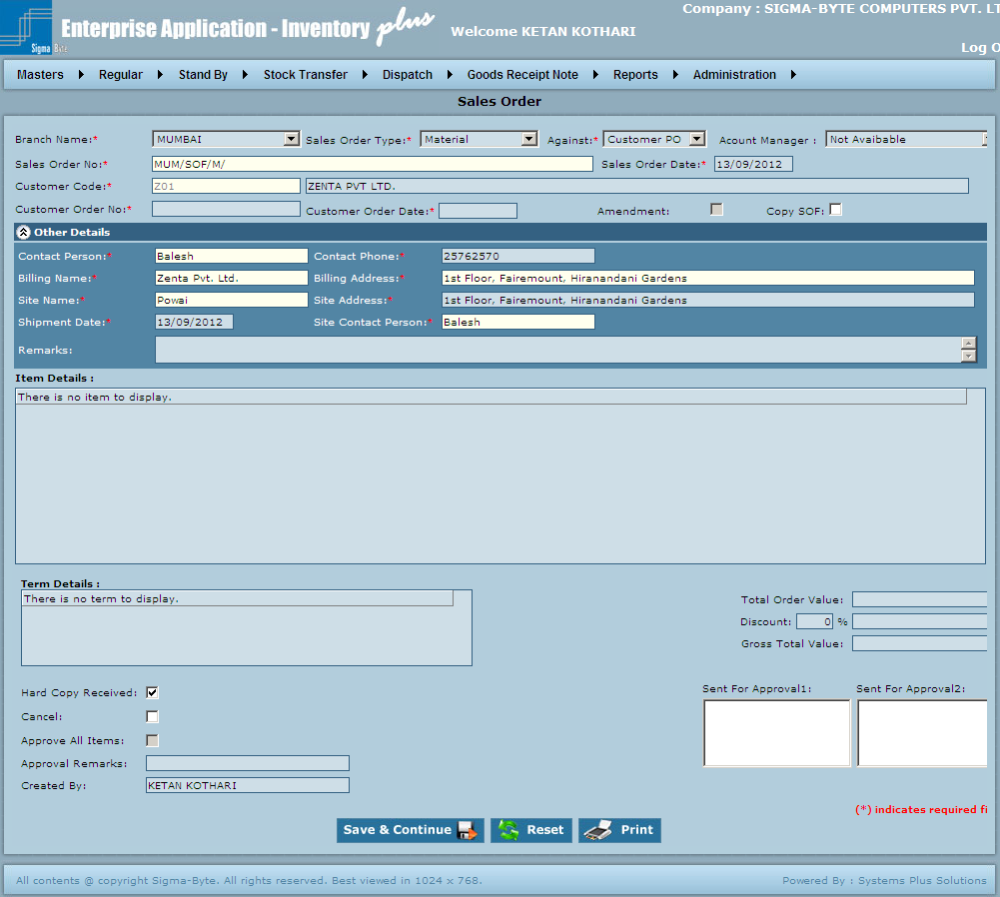 Company : SIGMA-BYTE COMPUTERS PVT. LT
Enterprise Application - Inventory plus
Welcome KETAN KOTHARI
Sigma Byte
Log O
Masters Regular Stand By Stock Transfer Dispatch Goods Receipt Note Reports Administration
Sales Order
Branch Name:* MUMBAI Sales Order Type:* Material Against:* Customer PO Acount Manager : Not Avaibable
Sales Order No:* MUM/SOF/M/ Sales Order Date:* 13/09/2012
Customer Code:* Z01 ZENTA PVT LTD.
Customer Order No:* Customer Order Date:* Amendment: Copy SOF:
Other Details
Contact Person:* Balesh Contact Phone:* 25762570
Billing Name:* Zenta Pvt. Ltd. Billing Address:* 1st Floor, Fairemount, Hiranandani Gardens
Site Name:* Powai Site Address:* 1st Floor, Fairemount, Hiranandani Gardens
Shipment Date:* 13/09/2012 Site Contact Person:* Balesh
Remarks:
Item Details :
There is no item to display.
Term Details :
There is no term to display.
Total Order Value:
Discount: 0 %
Gross Total Value:
Hard Copy Received:
Sent For Approval1: Sent For Approval2:
Cancel:
Approve All Items:
Approval Remarks:
Created By: KETAN KOTHARI
(*) indicates required fi
Save & Continue Reset Print
All contents @ copyright Sigma-Byte. All rights reserved. Best viewed in 1024 x 768.
Powered By : Systems Plus Solutions